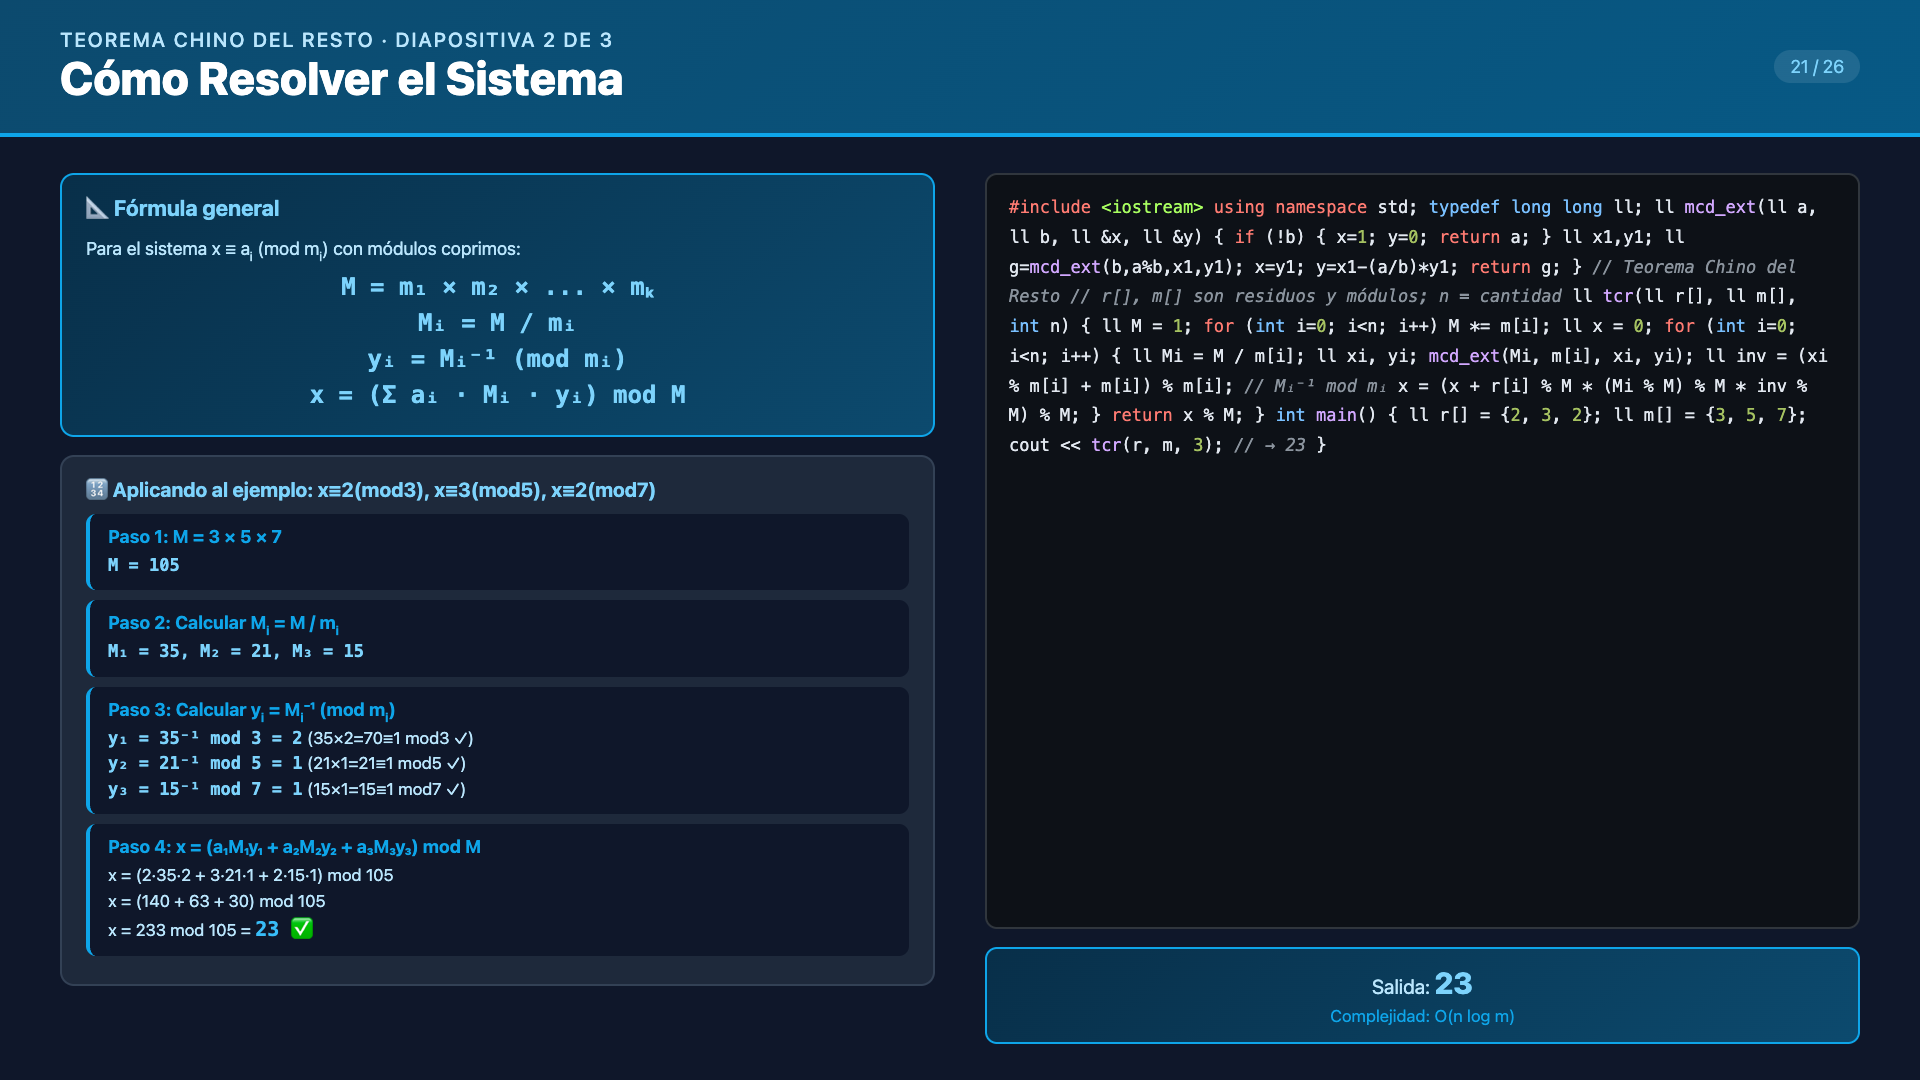 TEOREMA CHINO DEL RESTO · DIAPOSITIVA 2 DE 3
Cómo Resolver el Sistema
21 / 26
📐 Fórmula general
Para el sistema x ≡ aᵢ (mod mᵢ) con módulos coprimos:
M = m₁ × m₂ × ... × mₖ
Mᵢ = M / mᵢ
yᵢ = Mᵢ⁻¹ (mod mᵢ)
x = (Σ aᵢ · Mᵢ · yᵢ) mod M
🔢 Aplicando al ejemplo: x≡2(mod3), x≡3(mod5), x≡2(mod7)
Paso 1: M = 3 × 5 × 7
M = 105
Paso 2: Calcular Mᵢ = M / mᵢ
M₁ = 35, M₂ = 21, M₃ = 15
Paso 3: Calcular yᵢ = Mᵢ⁻¹ (mod mᵢ)
y₁ = 35⁻¹ mod 3 = 2 (35×2=70≡1 mod3 ✓)
y₂ = 21⁻¹ mod 5 = 1 (21×1=21≡1 mod5 ✓)
y₃ = 15⁻¹ mod 7 = 1 (15×1=15≡1 mod7 ✓)
Paso 4: x = (a₁M₁y₁ + a₂M₂y₂ + a₃M₃y₃) mod M
x = (2·35·2 + 3·21·1 + 2·15·1) mod 105
x = (140 + 63 + 30) mod 105
x = 233 mod 105 = 23 ✅
#include <iostream> using namespace std; typedef long long ll; ll mcd_ext(ll a,
ll b, ll &x, ll &y) { if (!b) { x=1; y=0; return a; } ll x1,y1; ll
g=mcd_ext(b,a%b,x1,y1); x=y1; y=x1-(a/b)*y1; return g; } // Teorema Chino del
Resto // r[], m[] son residuos y módulos; n = cantidad ll tcr(ll r[], ll m[],
int n) { ll M = 1; for (int i=0; i<n; i++) M *= m[i]; ll x = 0; for (int i=0;
i<n; i++) { ll Mi = M / m[i]; ll xi, yi; mcd_ext(Mi, m[i], xi, yi); ll inv = (xi
% m[i] + m[i]) % m[i]; // Mᵢ⁻¹ mod mᵢ x = (x + r[i] % M * (Mi % M) % M * inv %
M) % M; } return x % M; } int main() { ll r[] = {2, 3, 2}; ll m[] = {3, 5, 7};
cout << tcr(r, m, 3); // → 23 }
Salida: 23
Complejidad: O(n log m)